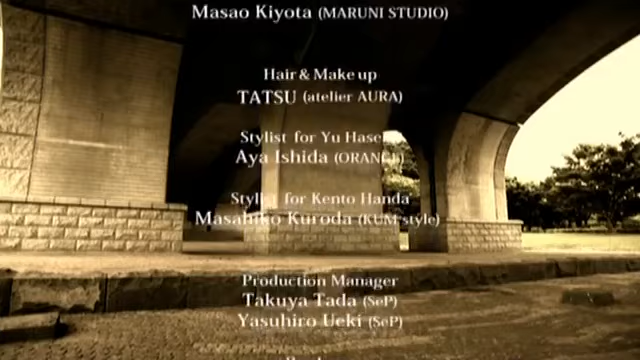 Masao Kiyota (MARUNI STUDIO)
Hair & Make up
TATSU (atelier AURA)
Stylist for Yu Hase
Aya Ishida (ORANGE)
Stylist for Kento Handa
Masahiko Kuroda (KUM style)
Production Manager
Takuya Tada (SeP)
Yasuhiro Ueki (SeP)